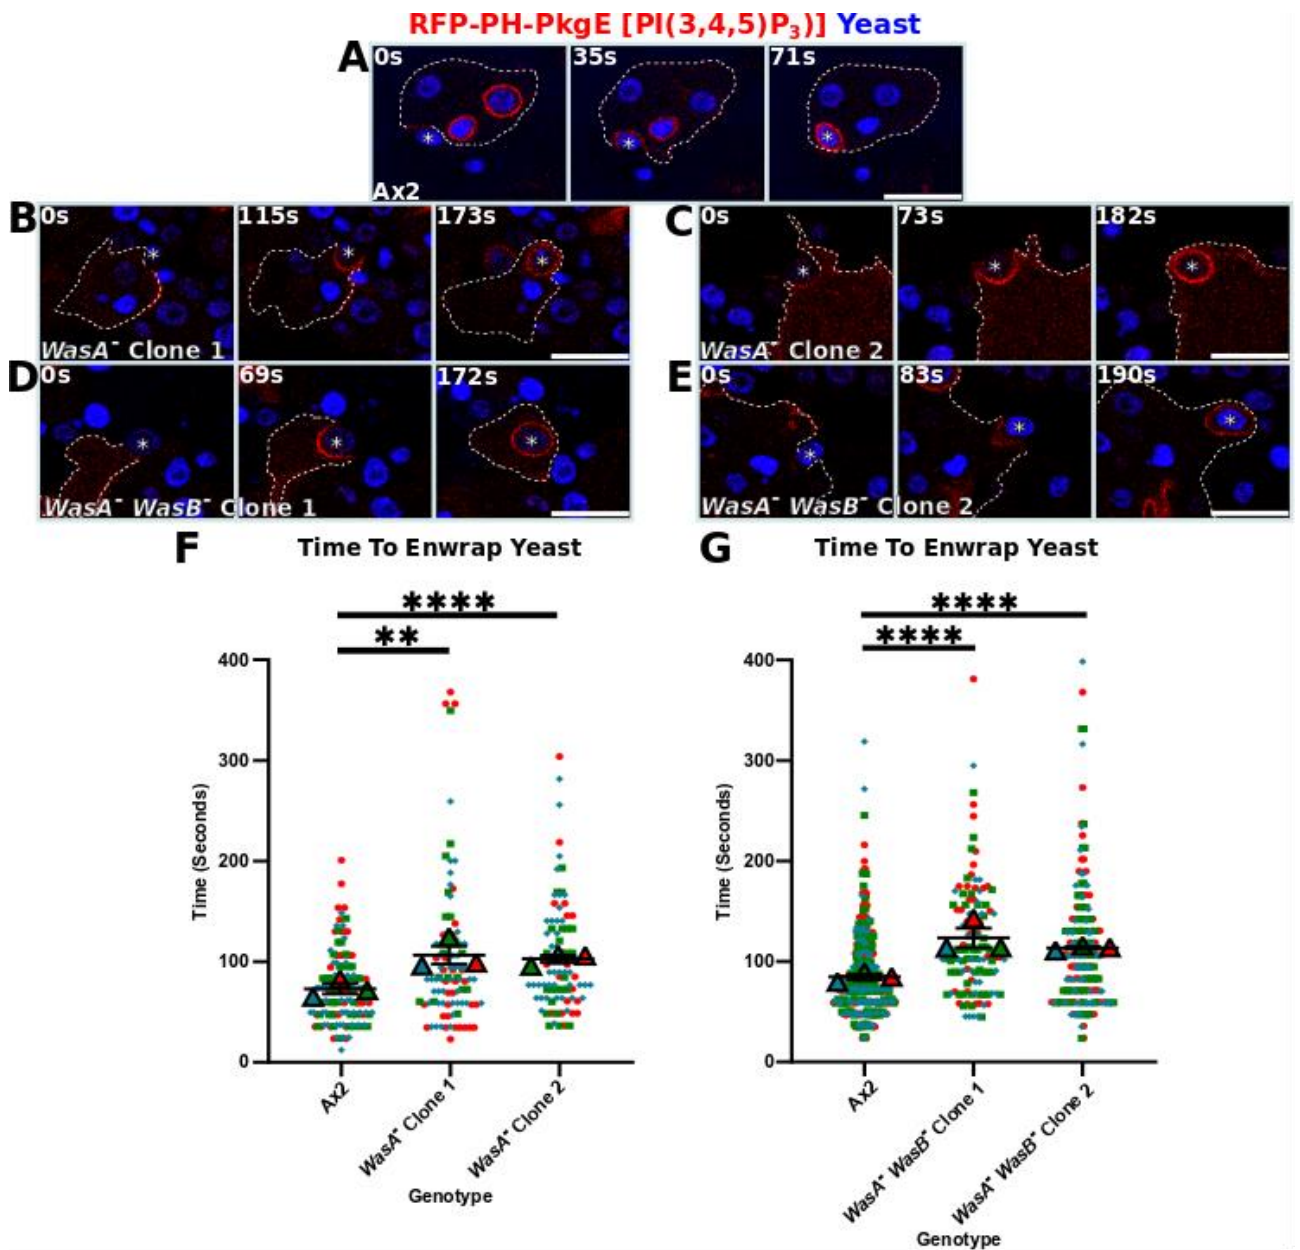 RFP-PH-PkgE [PI(3,4,5)P₃)] Yeast
A
0s
35s
71s
Ax2
B
0s
115s
173s
WasA⁻ Clone 1
C
0s
73s
182s
WasA⁻ Clone 2
D
0s
69s
172s
WasA⁻ WasB⁻ Clone 1
E
0s
83s
190s
WasA⁻ WasB⁻ Clone 2
F
Time To Enwrap Yeast
****
**
400
300
200
100
0
Time (Seconds)
Ax2
WasA⁻ Clone 1
WasA⁻ Clone 2
Genotype
G
Time To Enwrap Yeast
****
****
400
300
200
100
0
Time (Seconds)
Ax2
WasA⁻ WasB⁻ Clone 1
WasA⁻ WasB⁻ Clone 2
Genotype